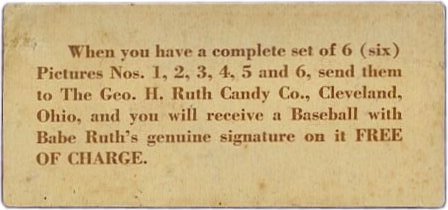 When you have a complete set of 6 (six)
Pictures Nos. 1, 2, 3, 4, 5 and 6, send them
to The Geo. H. Ruth Candy Co., Cleveland,
Ohio, and you will receive a Baseball with
Babe Ruth's genuine signature on it FREE
OF CHARGE.